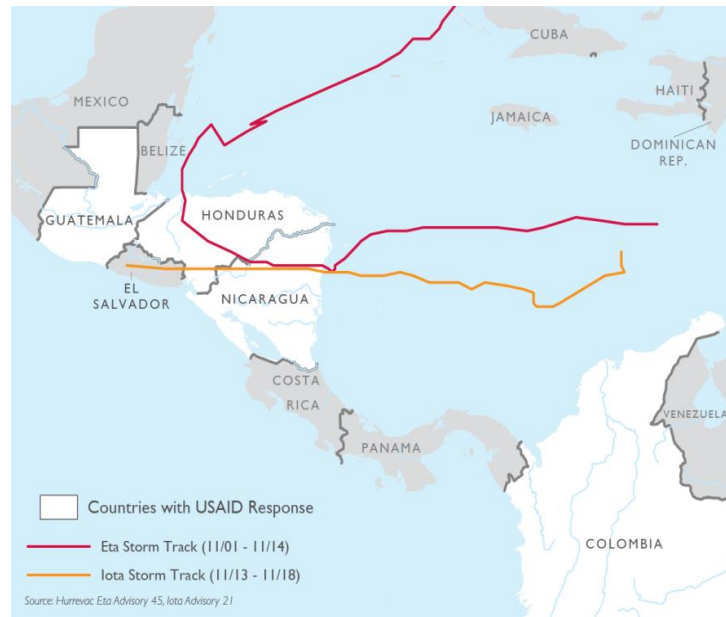 CUBA
MEXICO
HAITI
JAMAICA
BELIZE
DOMINICAN
REP.
GUATEMALA
HONDURAS
EL
SALVADOR
NICARAGUA
COSTA
RICA
VENEZUELA
PANAMA
Countries with USAID Response
COLOMBIA
Eta Storm Track (11/01 - 11/14)
Iota Storm Track (11/13 - 11/18)
Source: Hurrevac Eta Advisory 45, Iota Advisory 21